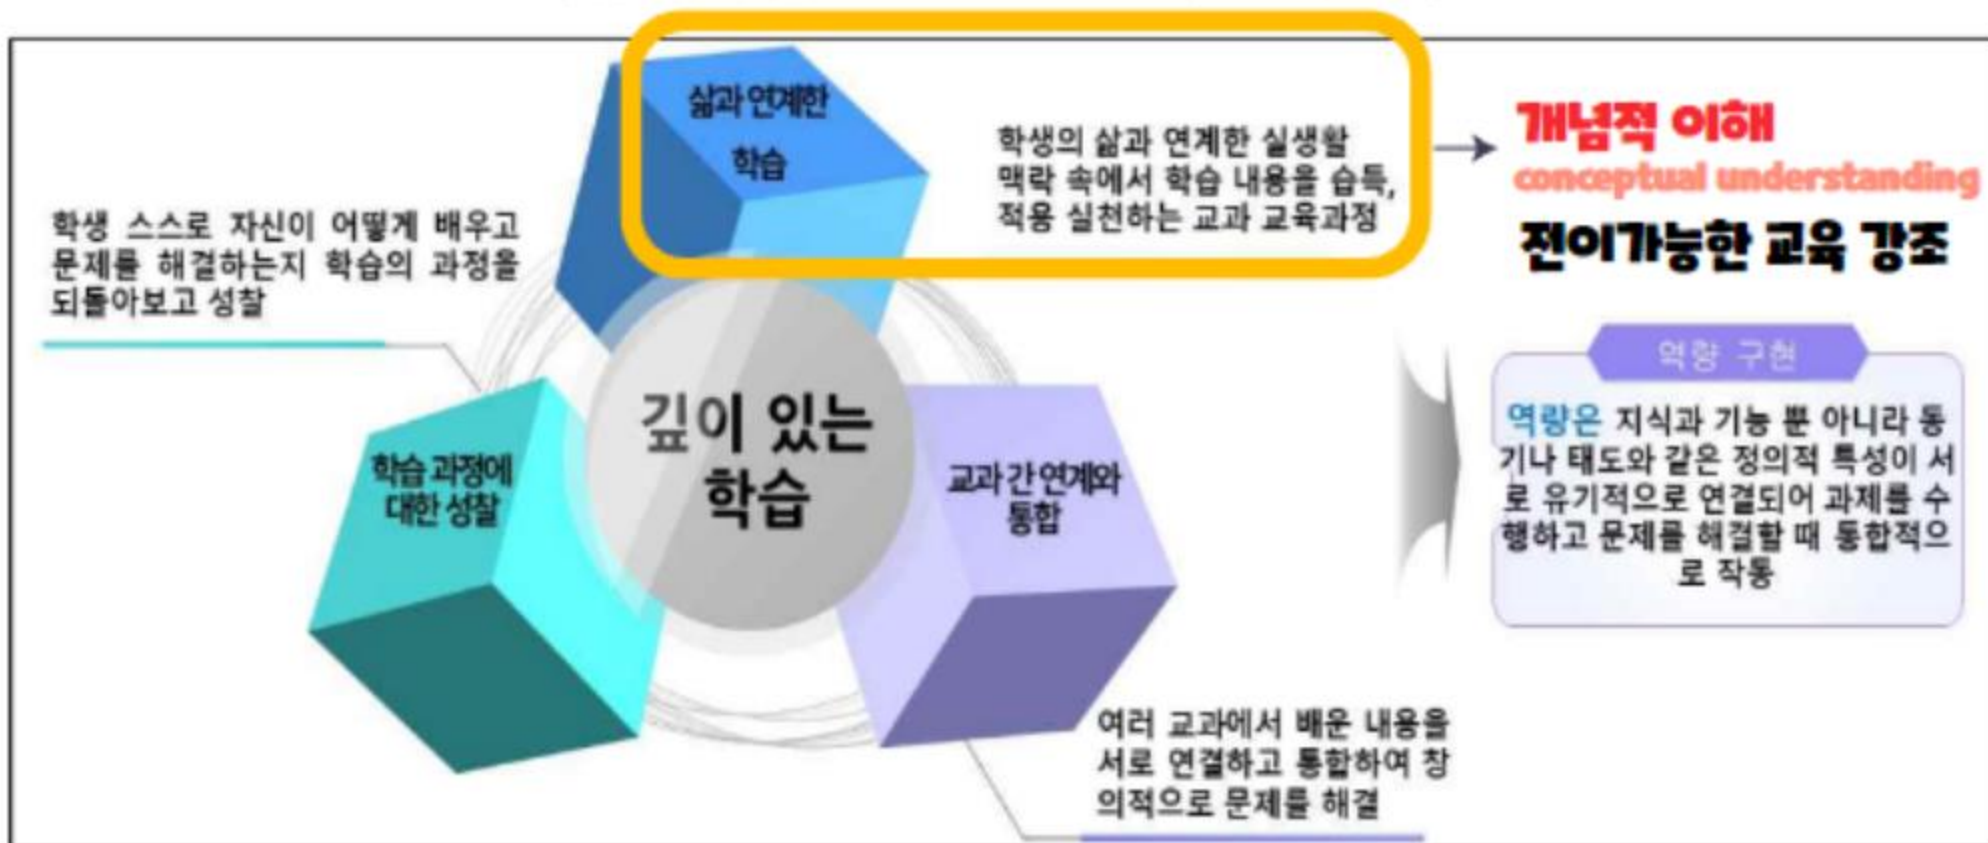 삶과 연계한
학습
학생의 삶과 연계한 실생활
맥락 속에서 학습 내용을 습득,
적용 실천하는 교과 교육과정
개념적 이해
conceptual understanding
전이가능한 교육 강조
학생 스스로 자신이 어떻게 배우고
문제를 해결하는지 학습의 과정을
되돌아보고 성찰
깊이 있는
학습
학습 과정에
대한 성찰
교과 간 연계와
통합
역량 구현
역량은 지식과 기능 뿐 아니라 동
기나 태도와 같은 정의적 특성이 서
로 유기적으로 연결되어 과제를 수
행하고 문제를 해결할 때 통합적으
로 작동
여러 교과에서 배운 내용을
서로 연결하고 통합하여 창
의적으로 문제를 해결